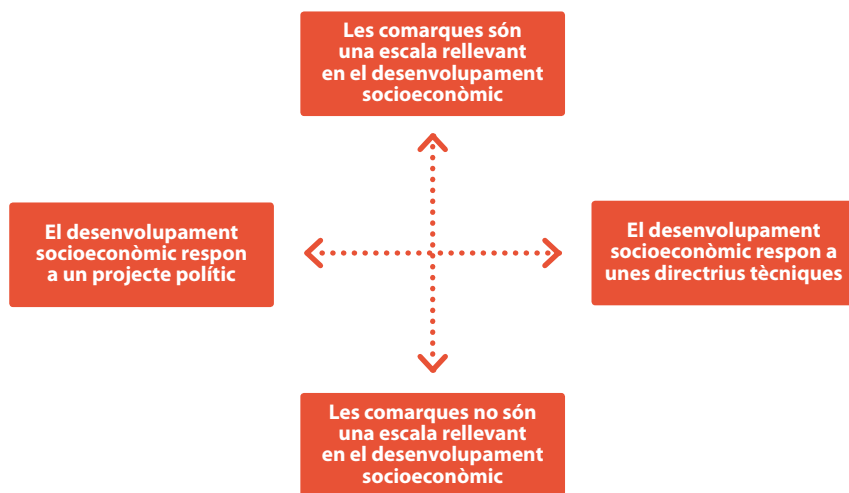 Les comarques són
una escala rellevant
en el desenvolupament
socioeconòmic
El desenvolupament
socioeconòmic respon
a un projecte polític
El desenvolupament
socioeconòmic respon a
unes directrius tècniques
Les comarques no són
una escala rellevant
en el desenvolupament
socioeconòmic